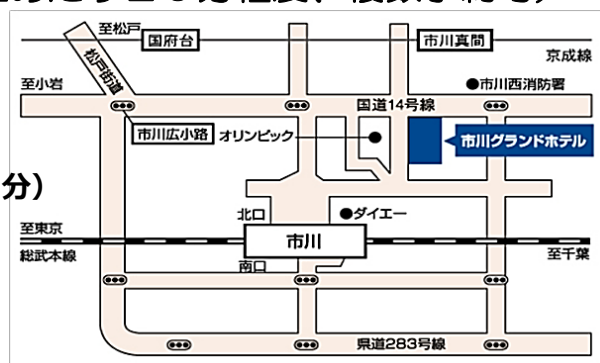 至松戸
国府台
市川真間
京成線
松戸街道
至小岩
●市川西消防署
国道14号線
市川広小路
オリンピック
市川グランドホテル
分）
北口
●ダイエー
至東京
市川
総武本線
至千葉
南口
県道283号線